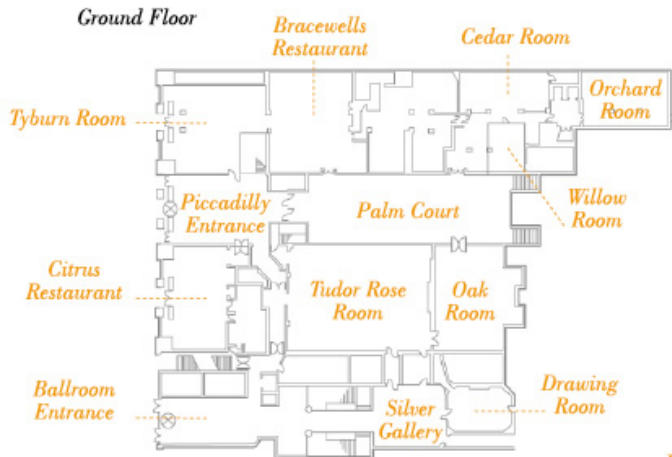 Ground Floor
Bracewells
Restaurant
Cedar Room
Orchard
Room
Tyburn Room
Piccadilly
Entrance
Palm Court
Willow
Room
Citrus
Restaurant
Tudor Rose
Room
Oak
Room
Ballroom
Entrance
Silver
Gallery
Drawing
Room